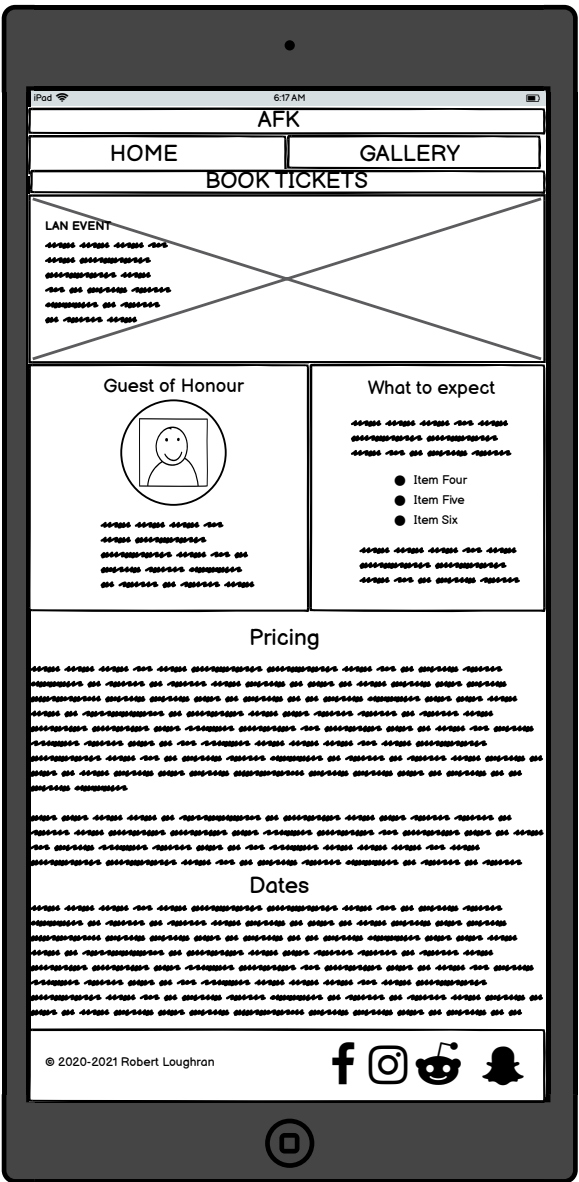 iPad 6:17 AM
AFK
HOME GALLERY
BOOK TICKETS
LAN EVENT
Guest of Honour
What to expect
Item Four
Item Five
Item Six
Pricing
Dates
© 2020-2021 Robert Loughran